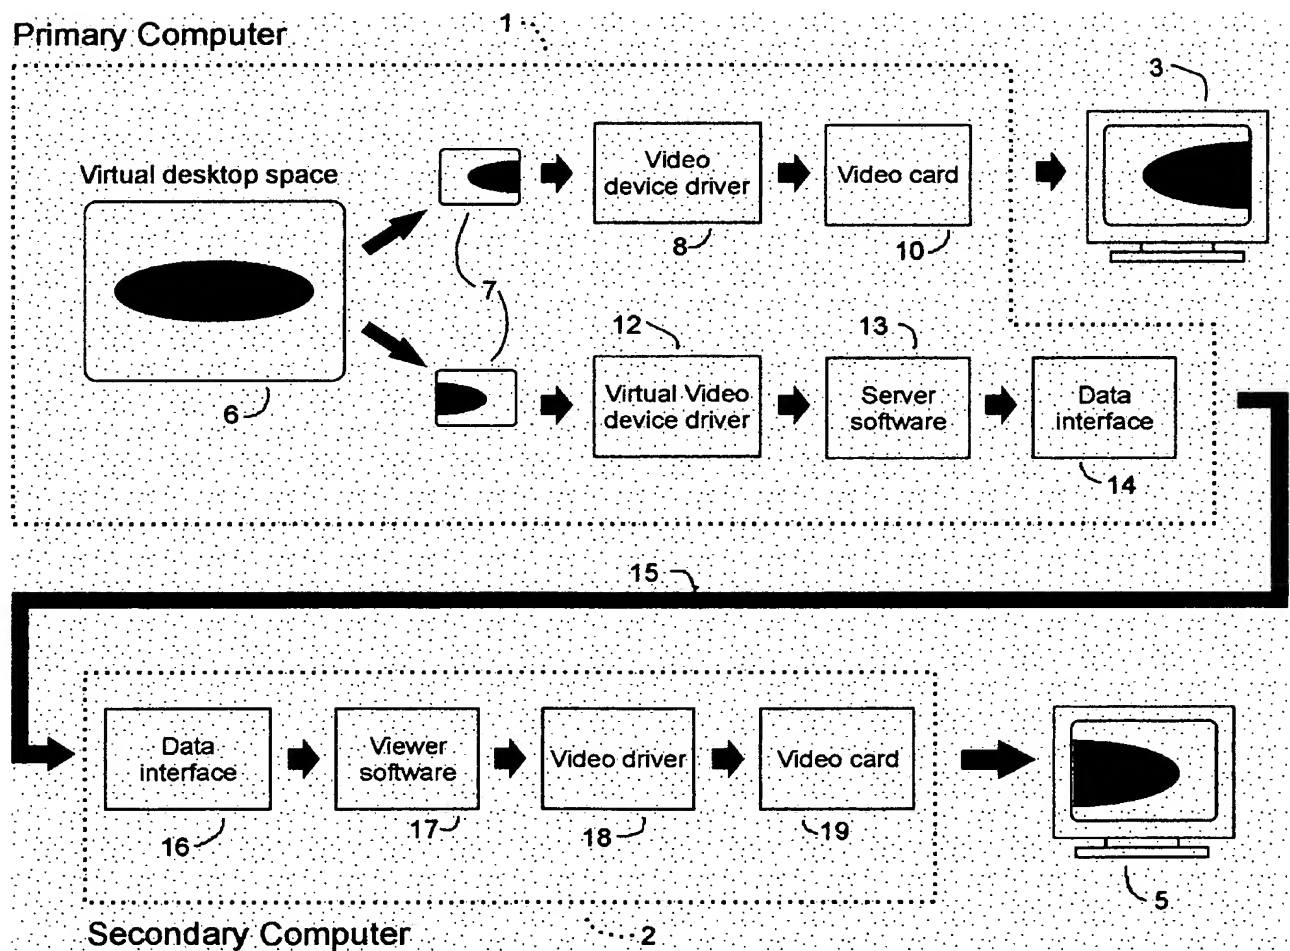 Primary Computer
1
3
Virtual desktop space
Video
device driver
Video card
8
10
7
6
12
13
Virtual Video
device driver
Server
software
Data
interface
14
15
Data
interface
Viewer
software
Video driver
Video card
16
17
18
19
5
Secondary Computer
2